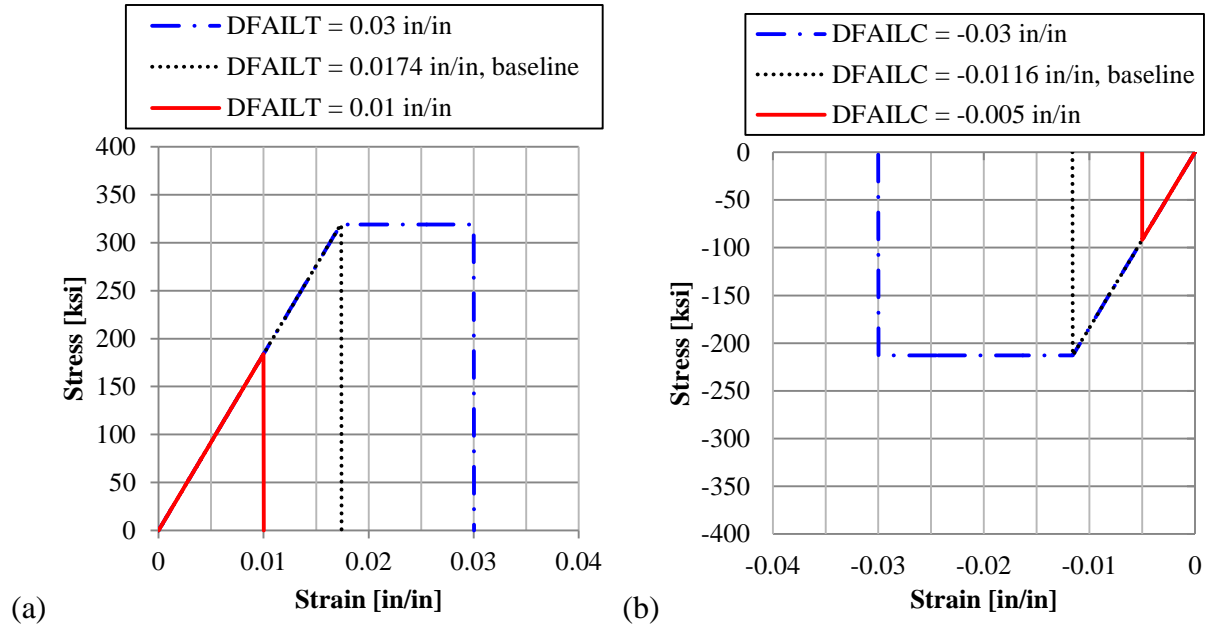 DFAILT = 0.03 in/in
DFAILT = 0.0174 in/in, baseline
DFAILT = 0.01 in/in
400
350
300
250
200
150
100
50
0
Stress [ksi]
0 0.01 0.02 0.03 0.04
Strain [in/in]
(a)
DFAILC = -0.03 in/in
DFAILC = -0.0116 in/in, baseline
DFAILC = -0.005 in/in
0
-50
-100
-150
-200
-250
-300
-350
-400
Stress [ksi]
-0.04 -0.03 -0.02 -0.01 0
Strain [in/in]
(b)